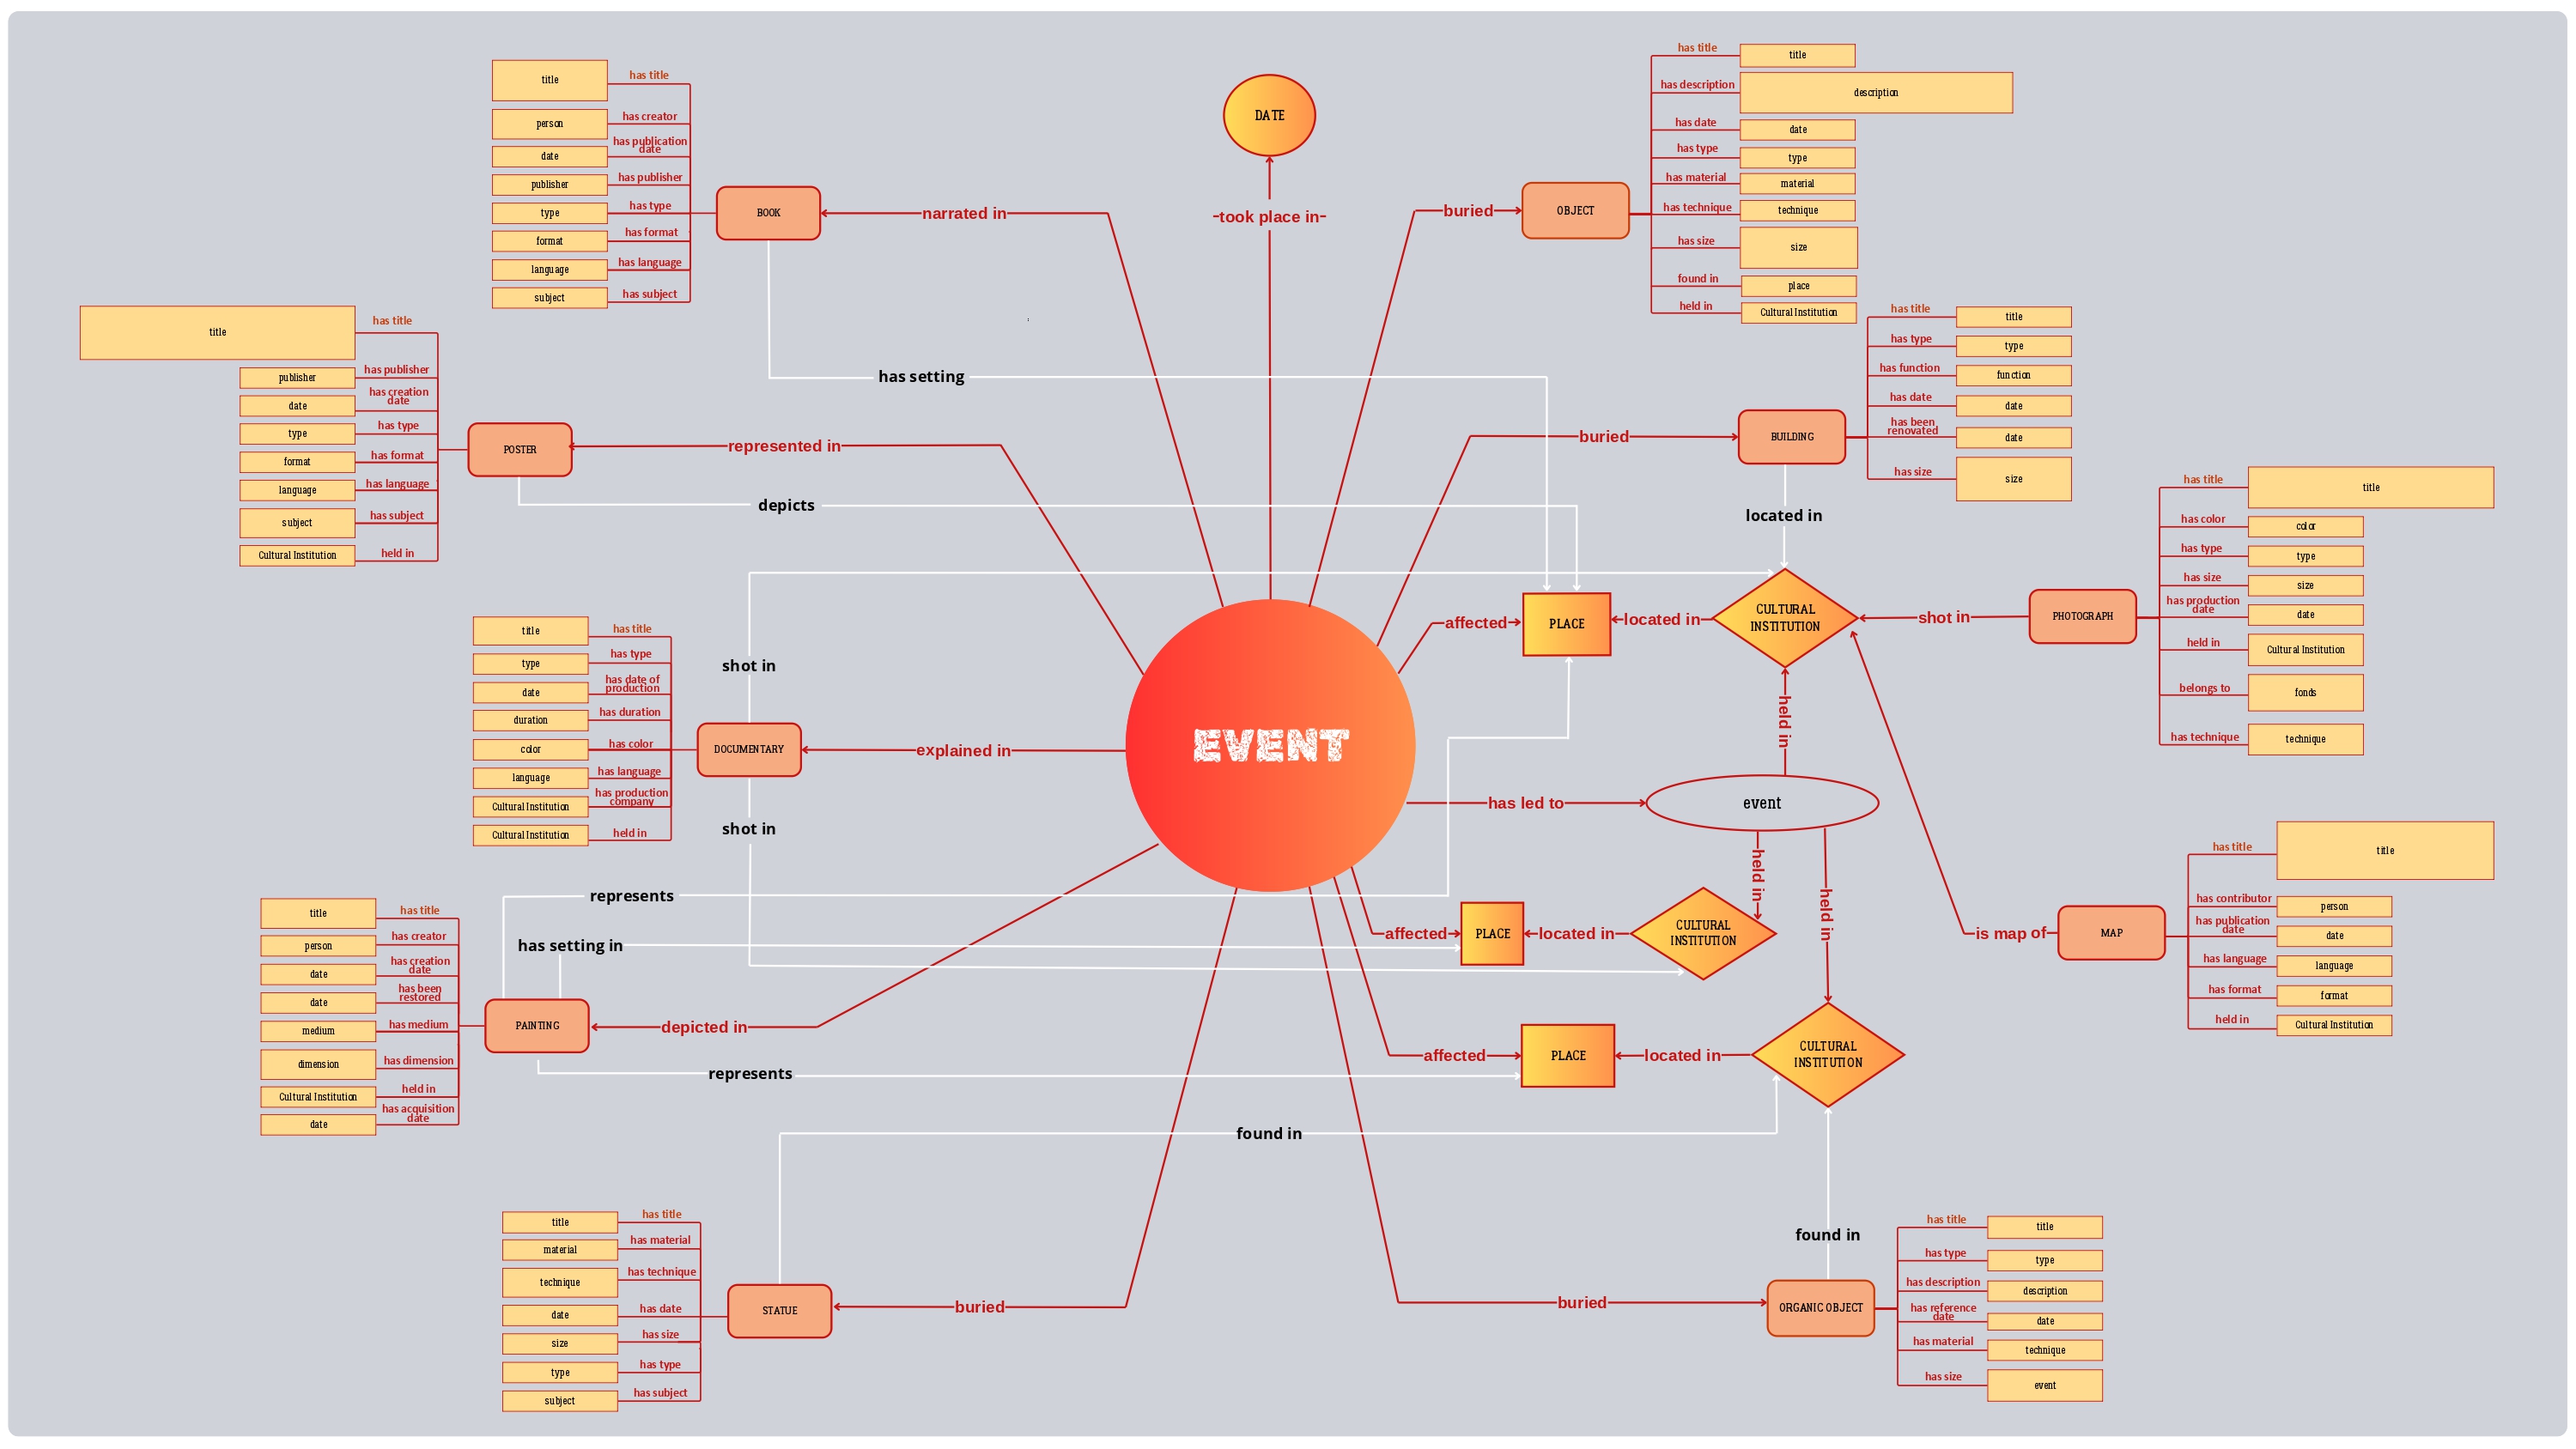 DATE
-took place in-
title
has title
person
has creator
date
has publication
date
publisher
has publisher
type
has type
format
has format
language
has language
subject
has subject
BOOK
narrated in
has setting
title
has title
publisher
has publisher
date
has creation
date
type
has type
format
has format
language
has language
subject
has subject
Cultural Institution
held in
POSTER
represented in
depicts
title
has title
type
has type
date
has date of
production
duration
has duration
color
has color
language
has language
Cultural Institution
has production
company
Cultural Institution
held in
DOCUMENTARY
explained in
shot in
shot in
EVENT
title
has title
person
has creator
date
has creation
date
date
has been
restored
medium
has medium
dimension
has dimension
Cultural Institution
held in
date
has acquisition
date
PAINTING
depicted in
represents
has setting in
represents
title
has title
material
has material
technique
has technique
date
has date
size
has size
type
has type
subject
has subject
STATUE
buried
found in
buried
OBJECT
has title
title
has description
description
has date
date
has type
type
has material
material
has technique
technique
has size
size
found in
place
held in
Cultural Institution
buried
BUILDING
has title
title
has type
type
has function
function
has date
date
has been
renovated
date
has size
size
located in
affected
PLACE
located in
CULTURAL
INSTITUTION
shot in
PHOTOGRAPH
has title
title
has color
color
has type
type
has size
size
has production
date
date
held in
Cultural Institution
belongs to
fonds
has technique
technique
held in
has led to
event
held in
held in
affected
PLACE
located in
CULTURAL
INSTITUTION
is map of
MAP
has title
title
has contributor
person
has publication
date
date
has language
language
has format
format
held in
Cultural Institution
affected
PLACE
located in
CULTURAL
INSTITUTION
found in
buried
ORGANIC OBJECT
has title
title
has type
type
has description
description
has reference
date
date
has material
technique
has size
event